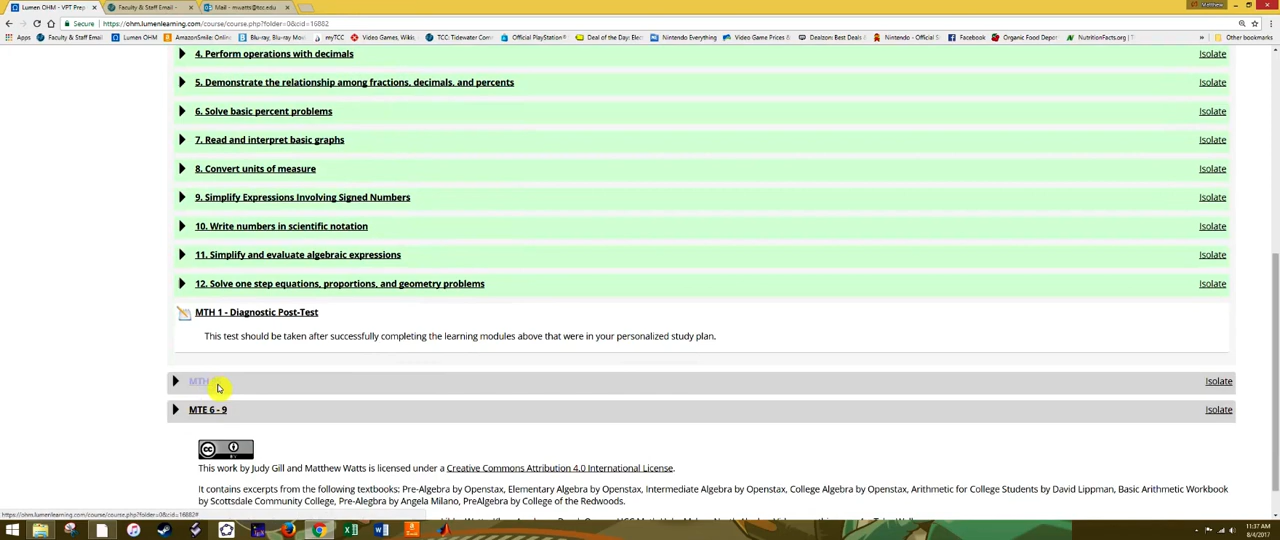 Lumen OHM - VPT Prep
Faculty & Staff Email -
Mail - mwatts@tcc.edu
Matthew
Secure https://ohm.lumenlearning.com/course/course.php?folder=0&cid=16882
Apps Faculty & Staff Email AmazonSmile: Onlin Blu-ray, Blu-ray Mov Lumen OHM myTCC Video Games, Wikis TCC: Tidewater Com Official PlayStation Deal of the Day: Elect Nintendo Everything Video Game Prices & Dealzon: Best Deals Nintendo - Official S Facebook Organic Food Depot NutritionFacts.org | » Other bookmarks
4. Perform operations with decimals Isolate
5. Demonstrate the relationship among fractions, decimals, and percents Isolate
6. Solve basic percent problems Isolate
7. Read and interpret basic graphs Isolate
8. Convert units of measure Isolate
9. Simplify Expressions Involving Signed Numbers Isolate
10. Write numbers in scientific notation Isolate
11. Simplify and evaluate algebraic expressions Isolate
12. Solve one step equations, proportions, and geometry problems Isolate
MTH 1 - Diagnostic Post-Test
This test should be taken after successfully completing the learning modules above that were in your personalized study plan.
MTH Isolate
MTE 6 - 9 Isolate
This work by Judy Gill and Matthew Watts is licensed under a Creative Commons Attribution 4.0 International License.
It contains excerpts from the following textbooks: Pre-Algebra by Openstax, Elementary Algebra by Openstax, Intermediate Algebra by Openstax, College Algebra by Openstax, Arithmetic for College Students by David Lippman, Basic Arithmetic Workbook
by Scottsdale Community College, Pre-Alegbra by Angela Milano, PreAlgebra by College of the Redwoods.
https://ohm.lumenlearning.com/course/course.php?folder=0&cid=16882#
11:37 AM
8/4/2017